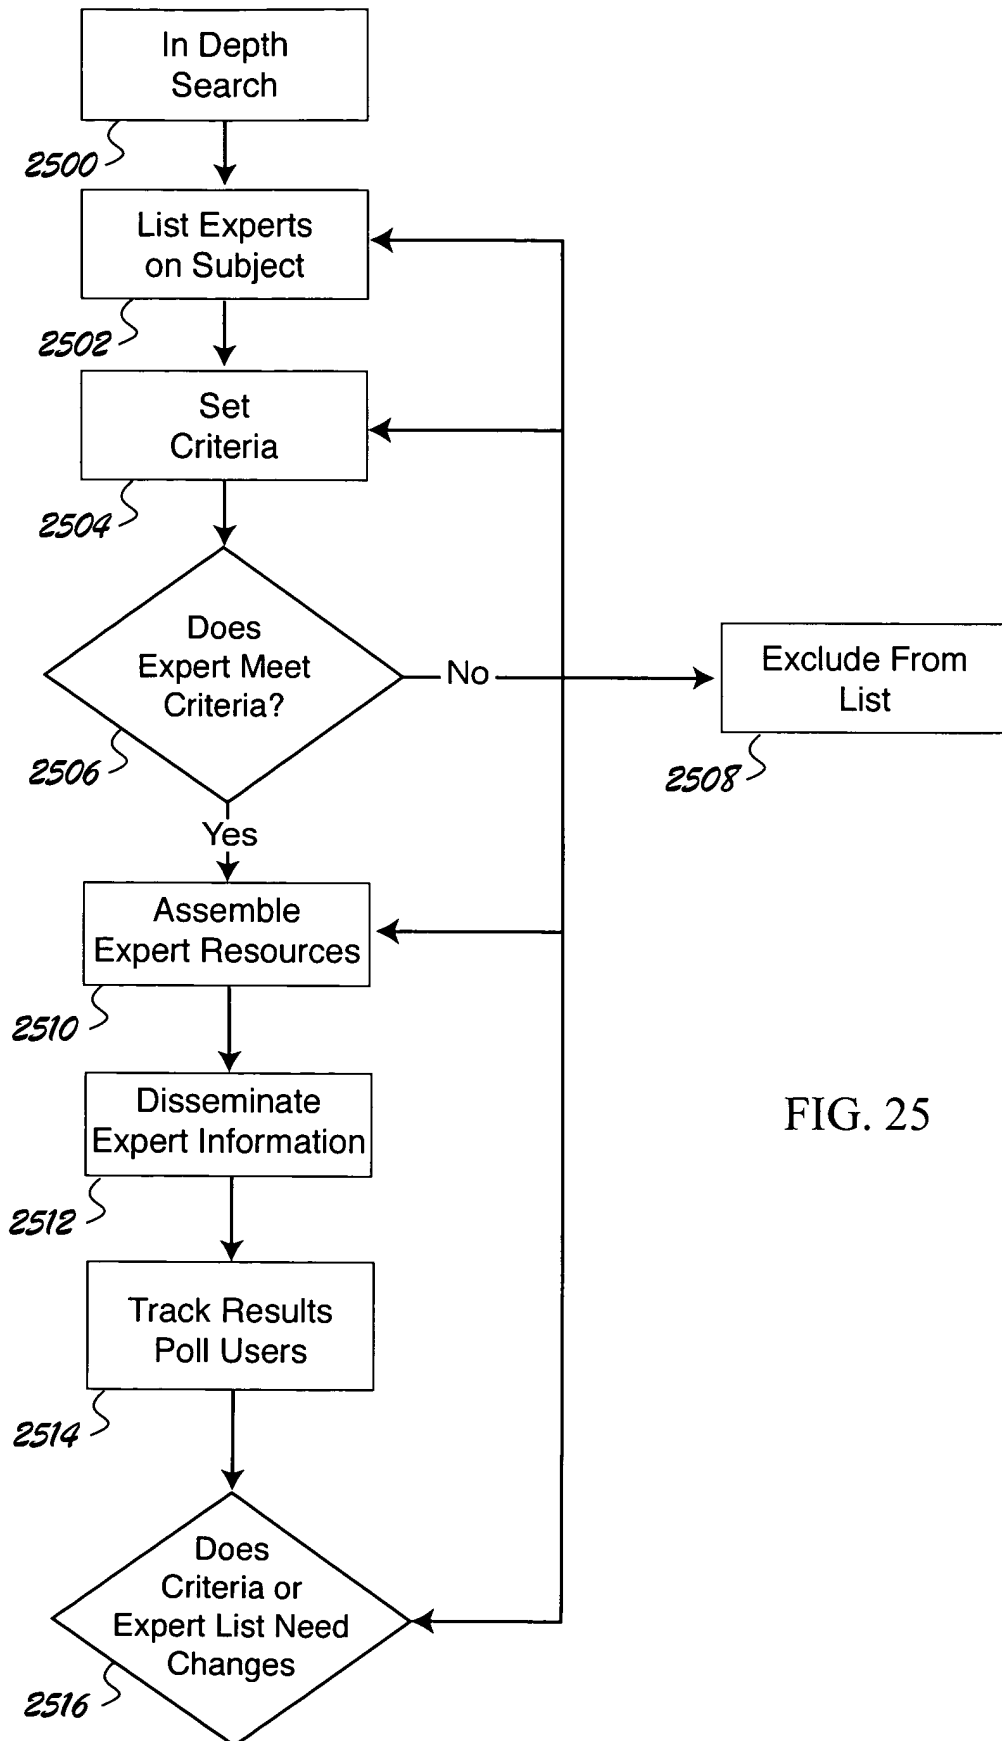 In Depth
Search
2500
List Experts
on Subject
2502
Set
Criteria
2504
Does
Expert Meet
Criteria?
No
2506
Exclude From
List
2508
Yes
Assemble
Expert Resources
2510
Disseminate
Expert Information
2512
FIG. 25
Track Results
Poll Users
2514
Does
Criteria or
Expert List Need
Changes
2516